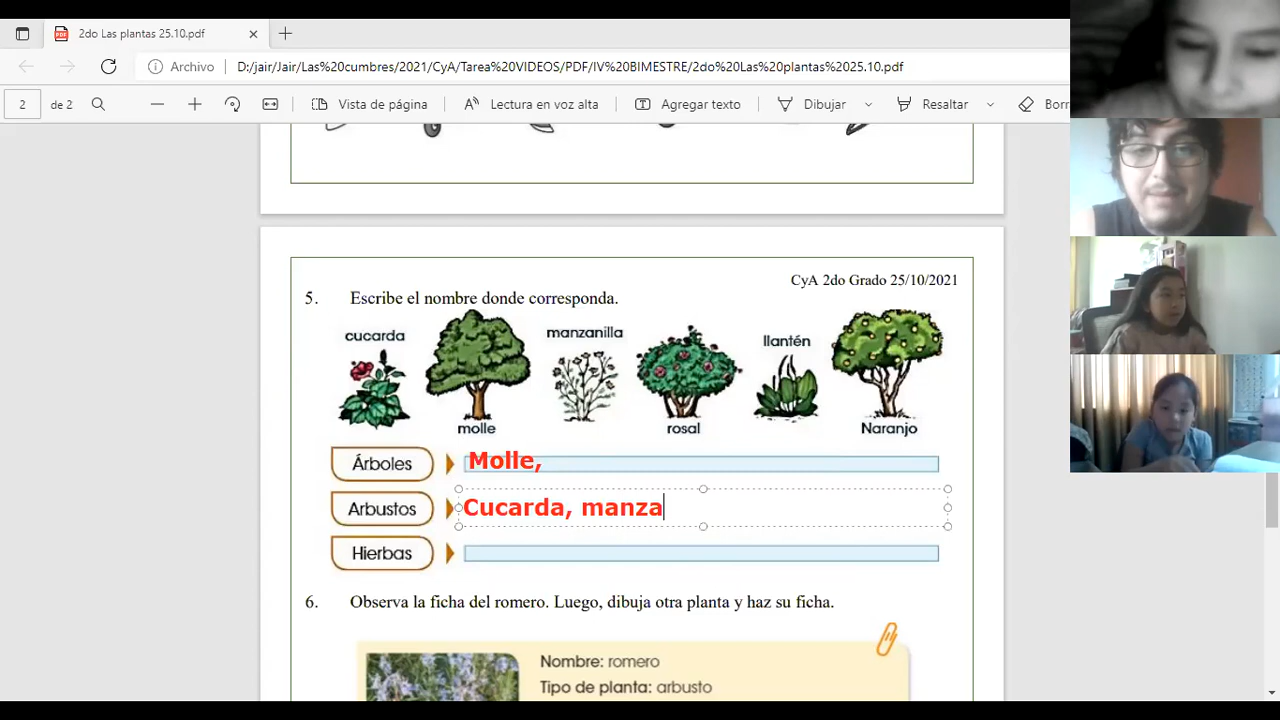 2do Las plantas 25.10.pdf
Archivo D:/jair/Jair/Las%20cumbres/2021/CyA/Tarea%20VIDEOS/PDF/IV%20BIMESTRE/2do%20Las%20plantas%2025.10.pdf
2 de 2 Vista de página Lectura en voz alta Agregar texto Dibujar Resaltar Borr
CyA 2do Grado 25/10/2021
5. Escribe el nombre donde corresponda.
cucarda manzanilla llantén
molle rosal Naranjo
Árboles Molle,
Arbustos Cucarda, manza
Hierbas
6. Observa la ficha del romero. Luego, dibuja otra planta y haz su ficha.
Nombre: romero
Tipo de planta: arbusto